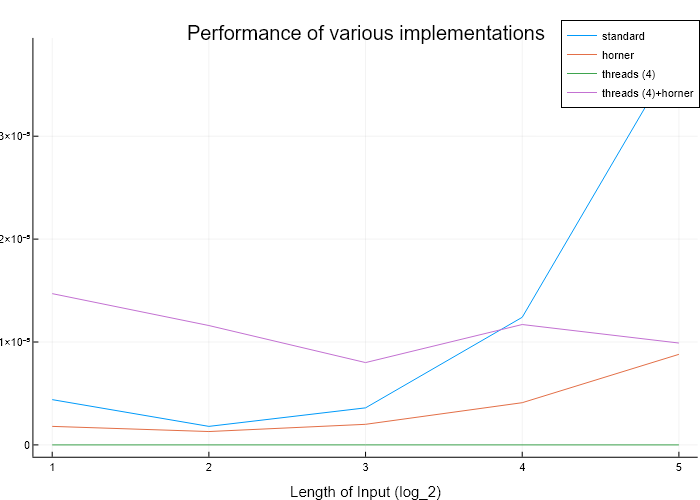 Performance of various implementations
standard
horner
threads (4)
threads (4)+horner
3×10⁻⁵
2×10⁻⁵
1×10⁻⁵
0
1 2 3 4 5
Length of Input (log_2)